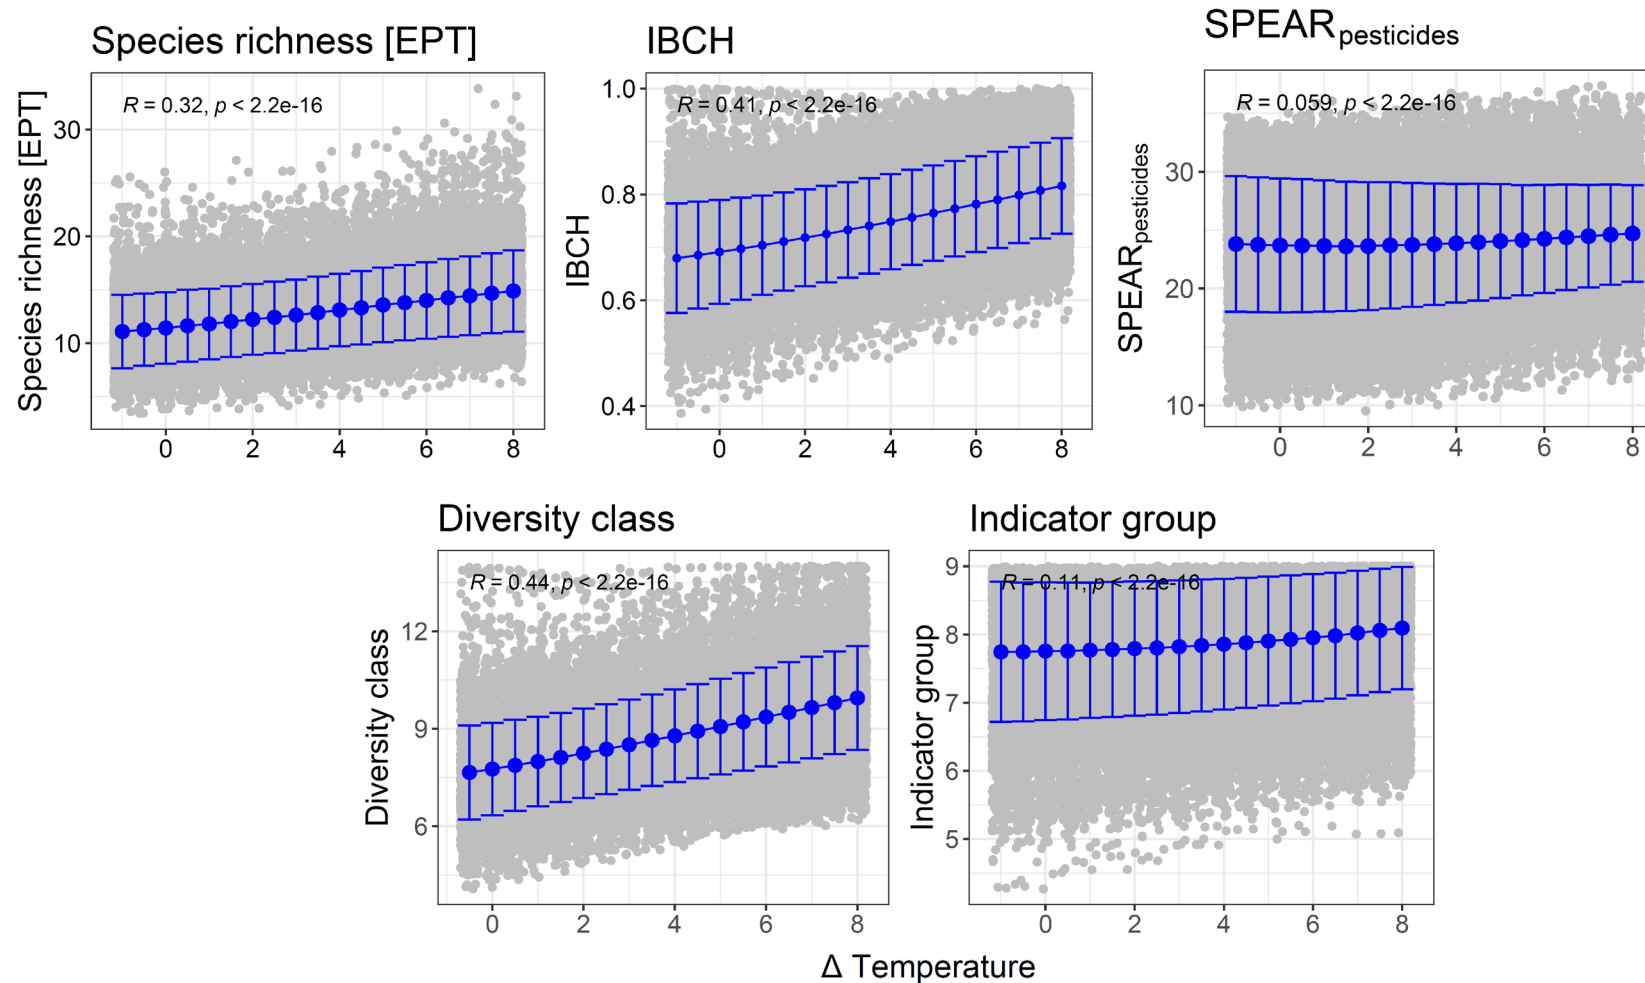 Species richness [EPT]
R = 0.32, p < 2.2e-16
Species richness [EPT]
30
20
10
0 2 4 6 8
IBCH
R = 0.41, p < 2.2e-16
IBCH
1.0
0.8
0.6
0.4
0 2 4 6 8
SPEARpesticides
R = 0.059, p < 2.2e-16
SPEARpesticides
30
20
10
0 2 4 6 8
Diversity class
R = 0.44, p < 2.2e-16
Diversity class
12
9
6
0 2 4 6 8
Indicator group
R = 0.11, p < 2.2e-16
Indicator group
9
8
7
6
5
0 2 4 6 8
Δ Temperature